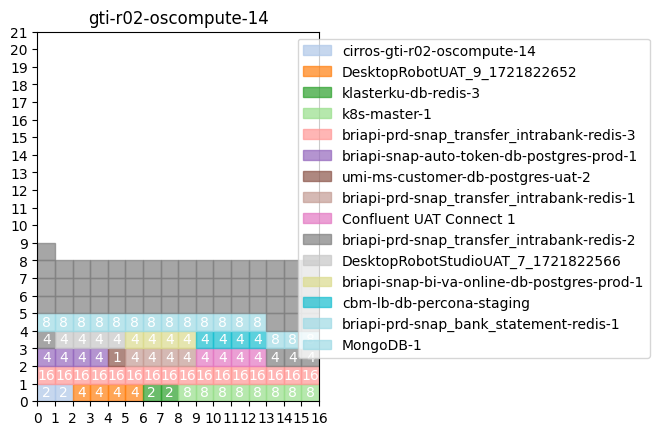 gti-r02-oscompute-14
21
20
19
18
17
16
15
14
13
12
11
10
9
8
7
6
5
4
3
2
1
0
8 8 8 8 8 8 8 8 8 8 8 8 8
4 4 4 4 4 4 4 4 4 4 4 4 4 8 8
4 4 4 4 1 4 4 4 4 4 4 4 4 4 4 4
16 16 16 16 16 16 16 16 16 16 16 16 16 16 16 16
2 2 4 4 4 4 2 2 8 8 8 8 8 8 8 8
0 1 2 3 4 5 6 7 8 9 10 11 12 13 14 15 16
cirros-gti-r02-oscompute-14
DesktopRobotUAT_9_1721822652
klasterku-db-redis-3
k8s-master-1
briapi-prd-snap_transfer_intrabank-redis-3
briapi-snap-auto-token-db-postgres-prod-1
umi-ms-customer-db-postgres-uat-2
briapi-prd-snap_transfer_intrabank-redis-1
Confluent UAT Connect 1
briapi-prd-snap_transfer_intrabank-redis-2
DesktopRobotStudioUAT_7_1721822566
briapi-snap-bi-va-online-db-postgres-prod-1
cbm-lb-db-percona-staging
briapi-prd-snap_bank_statement-redis-1
MongoDB-1